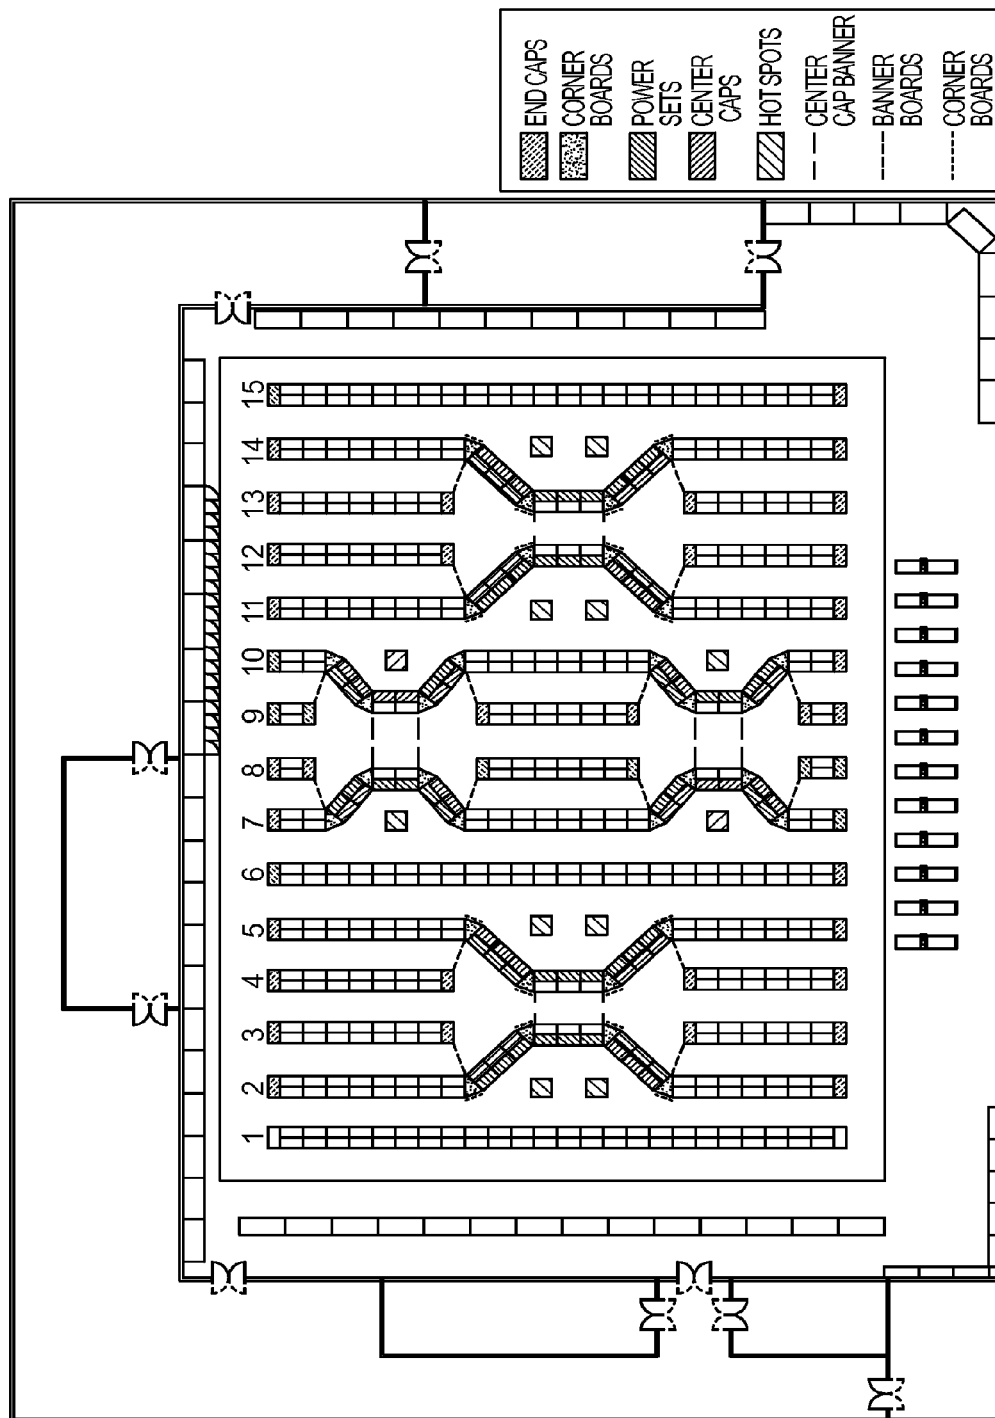 END CAPS
CORNER
BOARDS
POWER
SETS
CENTER
CAPS
HOT SPOTS
CENTER
CAP BANNER
BANNER
BOARDS
CORNER
BOARDS
15
14
13
12
11
10
9
8
7
6
5
4
3
2
1